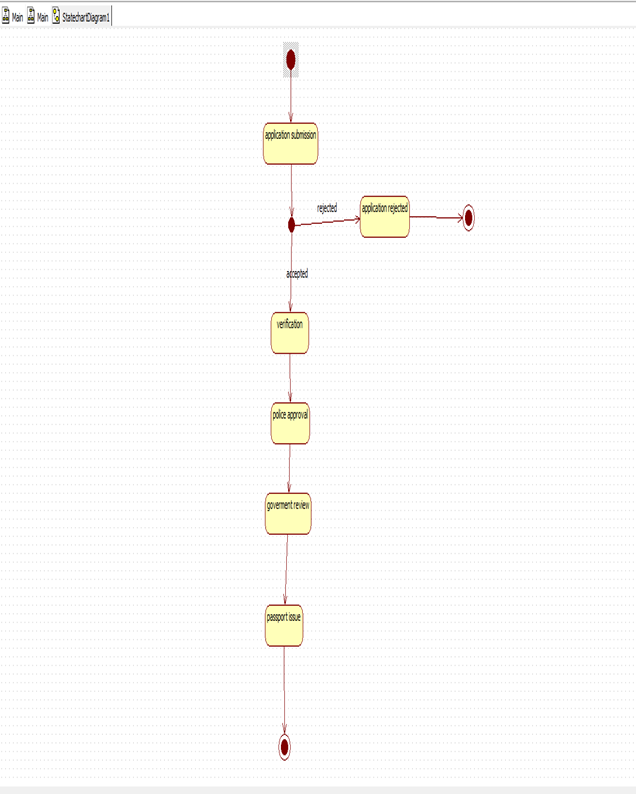 Main Main StatechartDiagram1
application submission
rejected
application rejected
accepted
verification
police approval
goverment review
passport issue